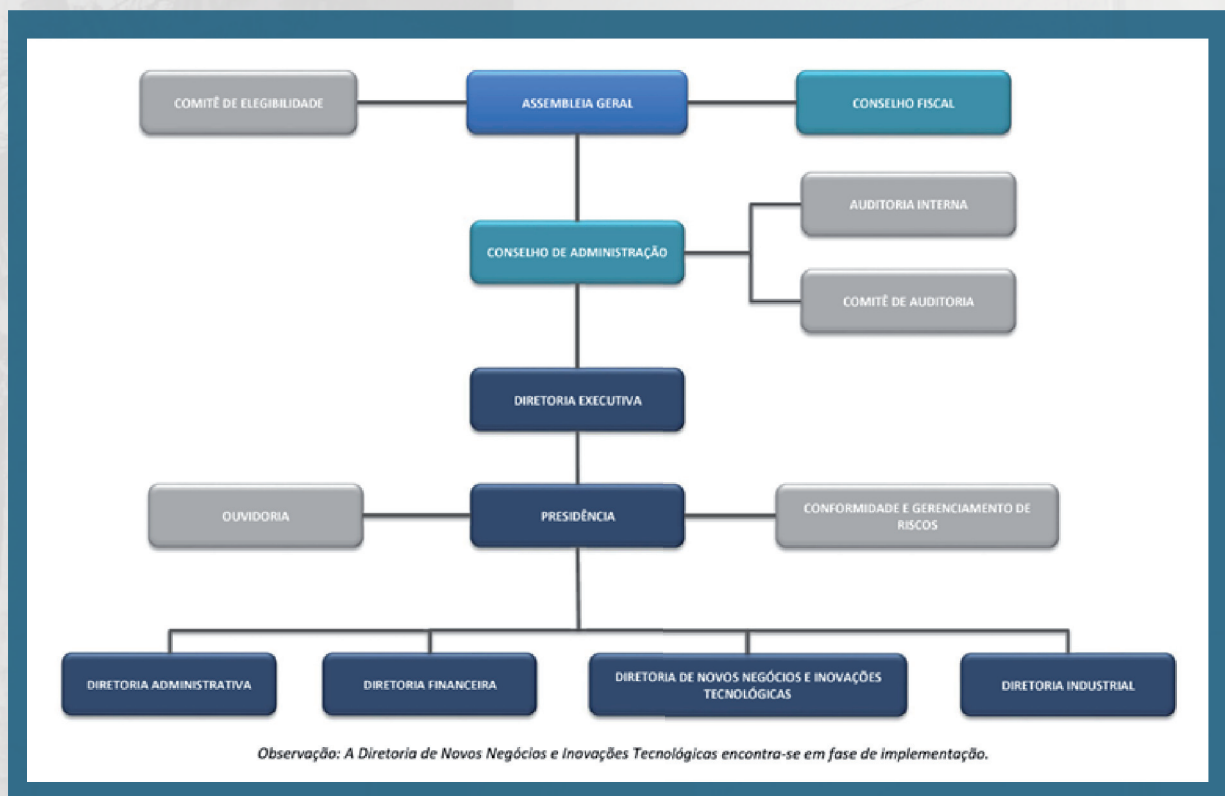 COMITÊ DE ELEGIBILIDADE
ASSEMBLEIA GERAL
CONSELHO FISCAL
AUDITORIA INTERNA
CONSELHO DE ADMINISTRAÇÃO
COMITÊ DE AUDITORIA
DIRETORIA EXECUTIVA
OUVIDORIA
PRESIDÊNCIA
CONFORMIDADE E GERENCIAMENTO DE
RISCOS
DIRETORIA ADMINISTRATIVA
DIRETORIA FINANCEIRA
DIRETORIA DE NOVOS NEGÓCIOS E INOVAÇÕES
TECNOLÓGICAS
DIRETORIA INDUSTRIAL
Observação: A Diretoria de Novos Negócios e Inovações Tecnológicas encontra-se em fase de implementação.